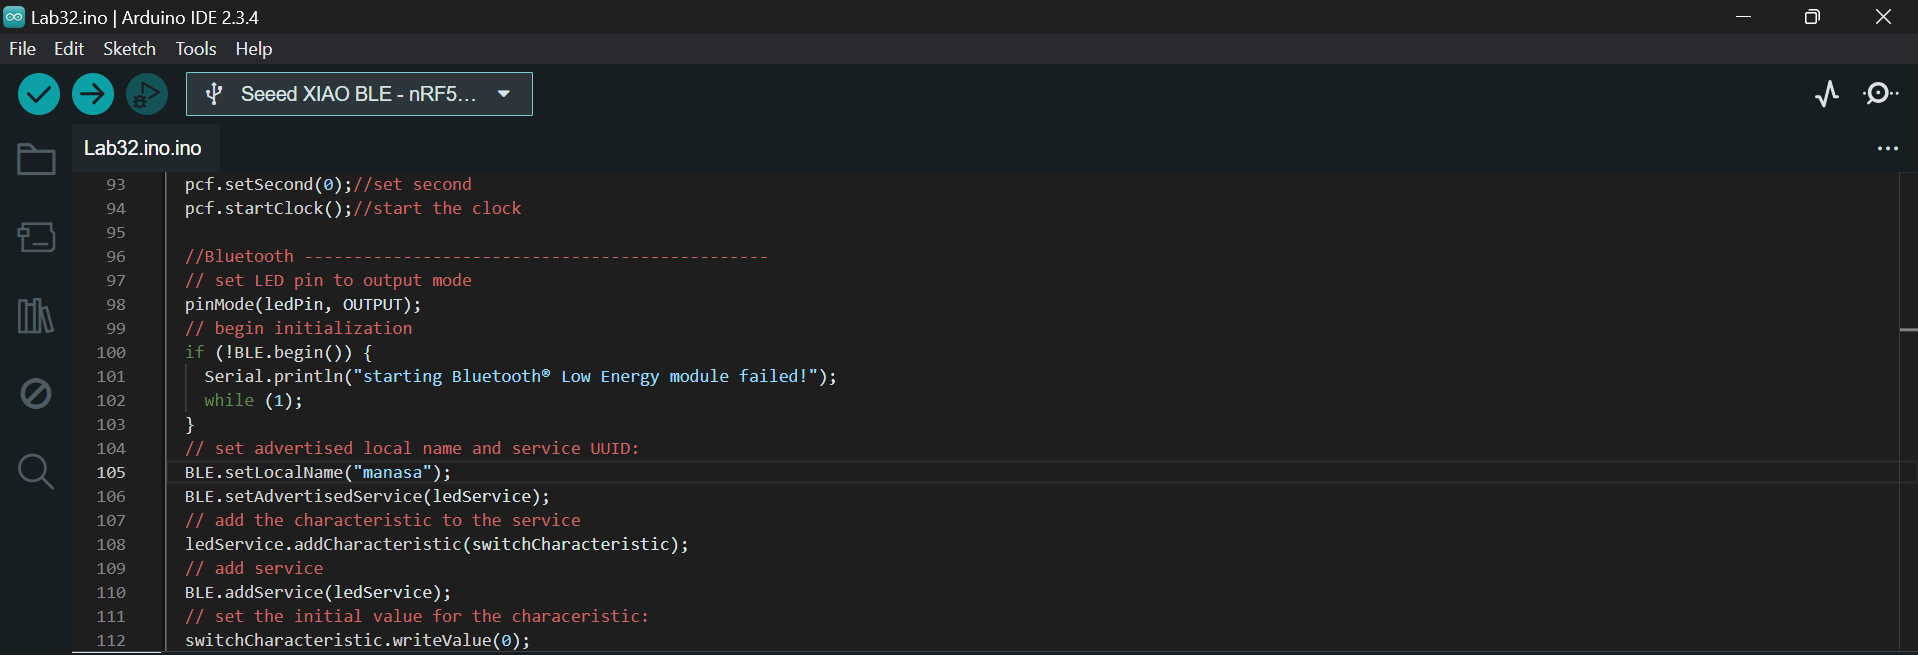 Lab32.ino | Arduino IDE 2.3.4
File Edit Sketch Tools Help
Seeed XIAO BLE - nRF5...
Lab32.ino.ino
93 pcf.setSecond(0);//set second
94 pcf.startClock();//start the clock
95
96 //Bluetooth -----------------------------------------------
97 // set LED pin to output mode
98 pinMode(ledPin, OUTPUT);
99 // begin initialization
100 if (!BLE.begin()) {
101 Serial.println("starting Bluetooth® Low Energy module failed!");
102 while (1);
103 }
104 // set advertised local name and service UUID:
105 BLE.setLocalName("manasa");
106 BLE.setAdvertisedService(ledService);
107 // add the characteristic to the service
108 ledService.addCharacteristic(switchCharacteristic);
109 // add service
110 BLE.addService(ledService);
111 // set the initial value for the characeristic:
112 switchCharacteristic.writeValue(0);